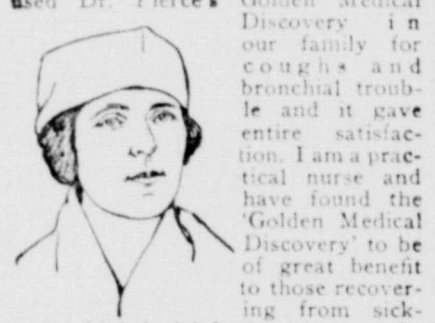 used Dr. Pierce's Golden Medical
Discovery in
our family for
coughs and
bronchial troub-
le and it gave
entire satisfac-
tion. I am a prac-
tical nurse and
have found the
'Golden Medical
Discovery' to be
of great benefit
to those recover-
ing from sick-